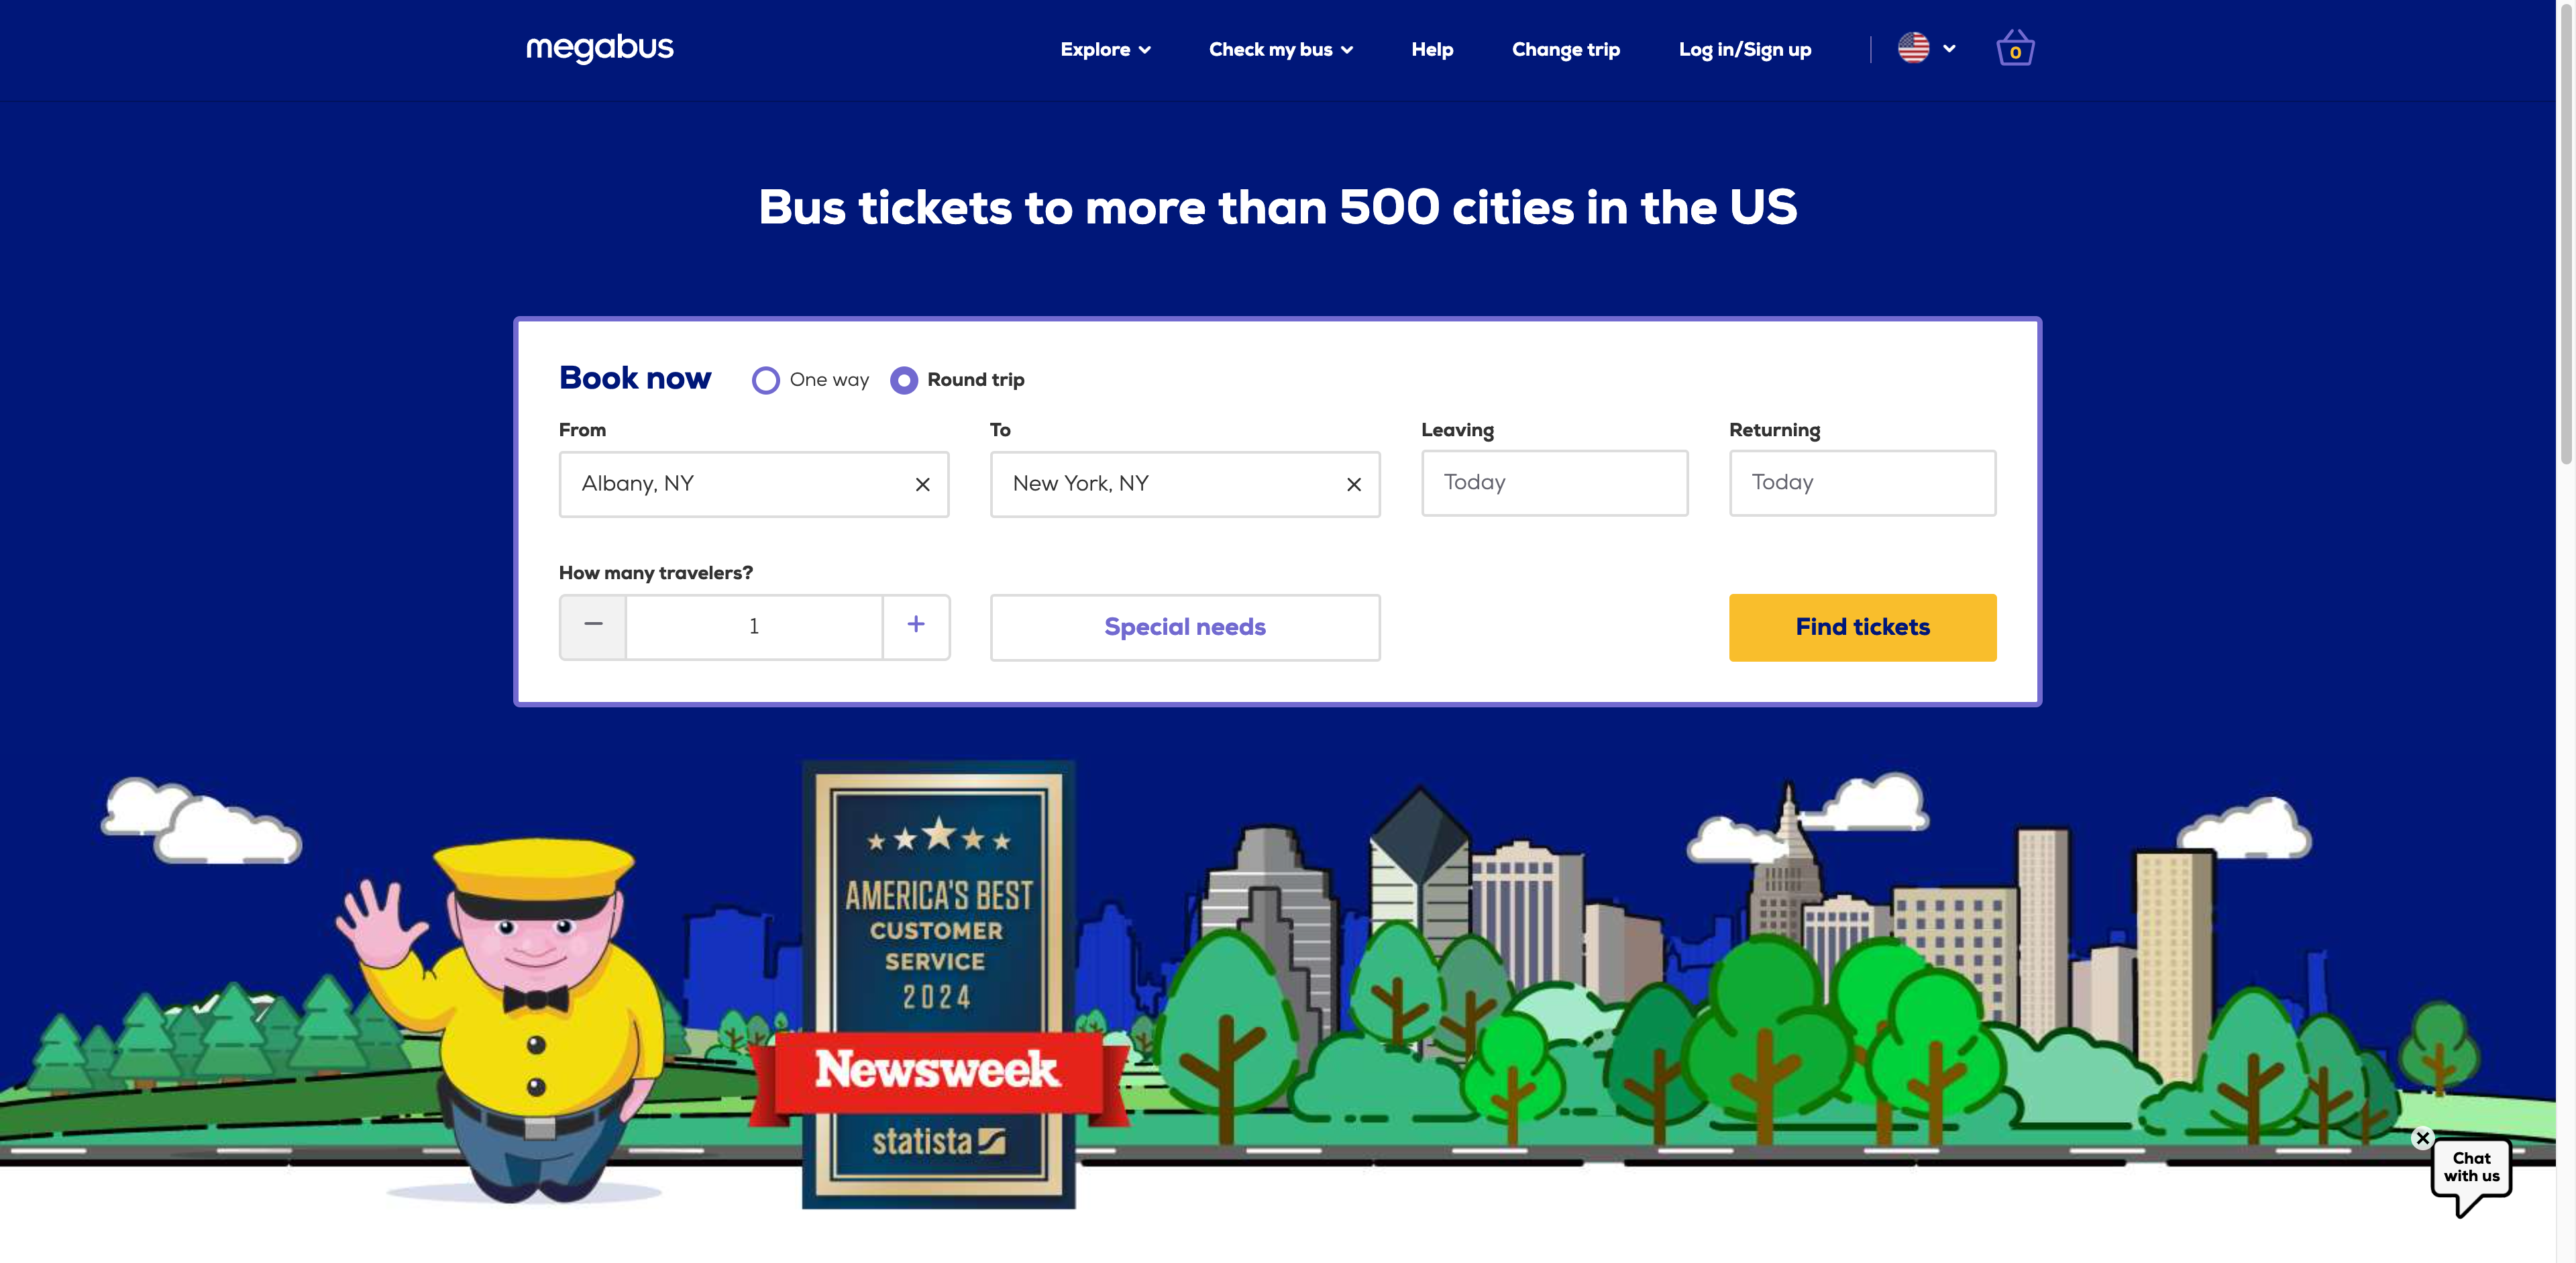 megabus
Explore
Check my bus
Help
Change trip
Log in/Sign up
0
Bus tickets to more than 500 cities in the US
Book now
One way
Round trip
From
To
Leaving
Returning
Albany, NY
New York, NY
Today
Today
How many travelers?
1
Special needs
Find tickets
AMERICA'S BEST
CUSTOMER
SERVICE
2024
Newsweek
statista
Chat
with us